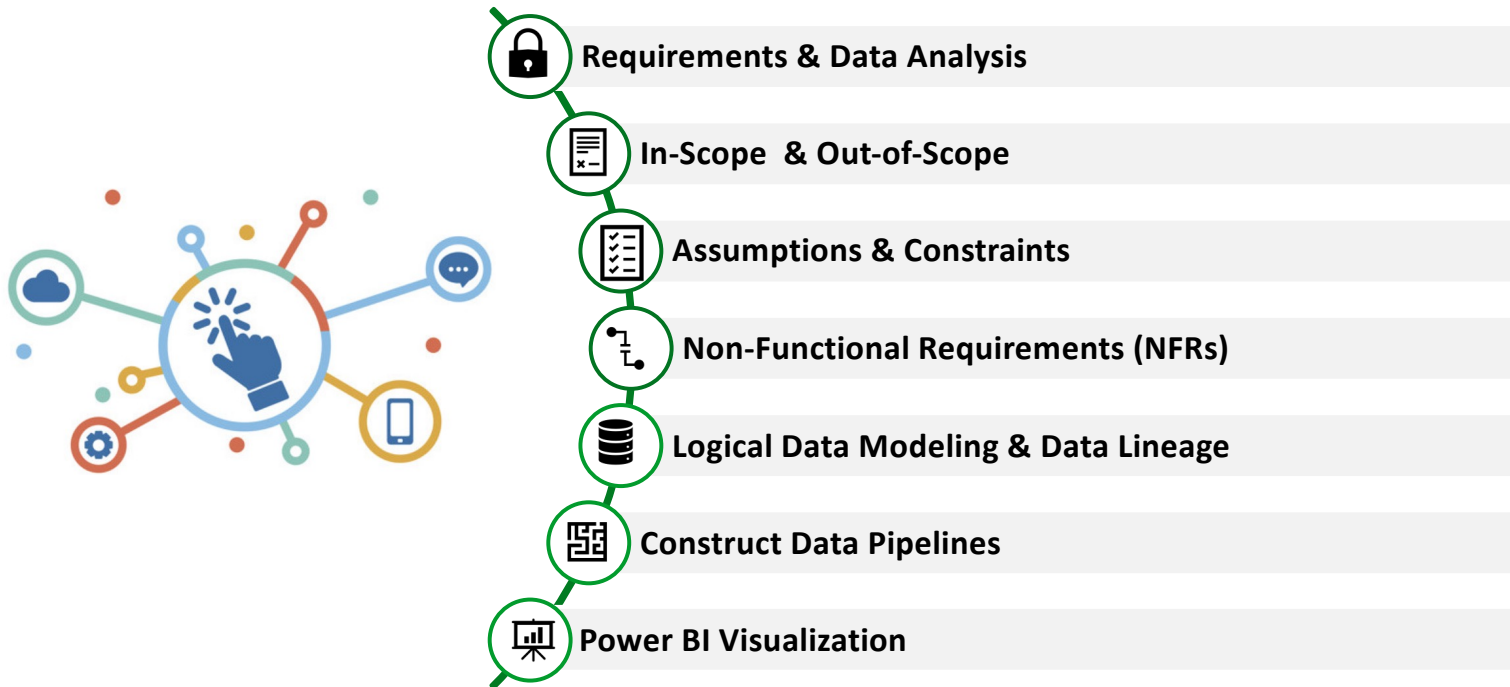 Requirements & Data Analysis
In-Scope & Out-of-Scope
Assumptions & Constraints
Non-Functional Requirements (NFRs)
Logical Data Modeling & Data Lineage
Construct Data Pipelines
Power BI Visualization